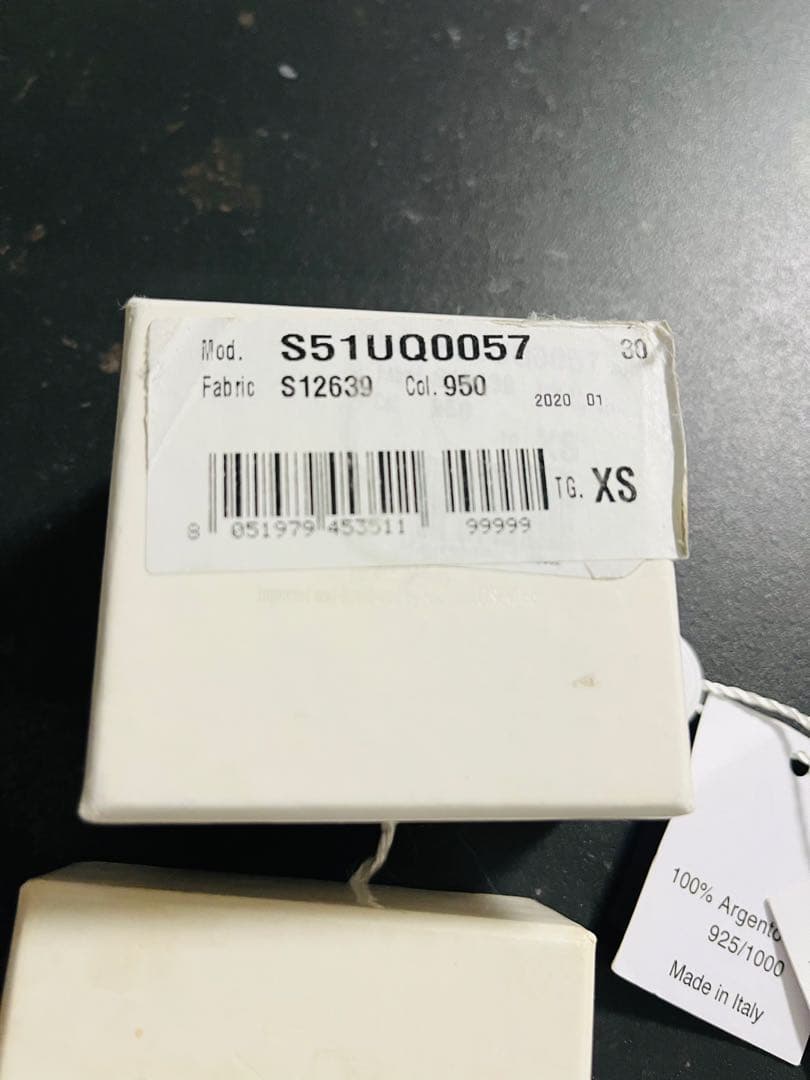 Mod. S51UQ0057 30
Fabric S12639 Col. 950 2020 01
TG. XS
8 051979 453511 99999
100% Argento
925/1000
Made in Italy